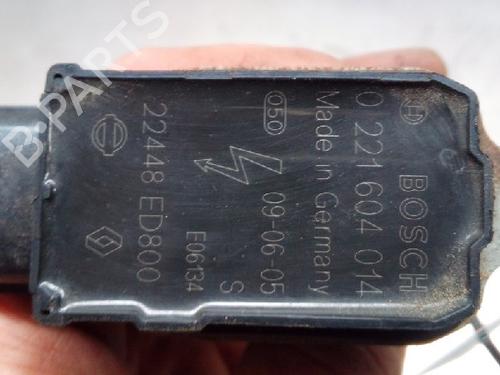 BOSCH
0 221 604 014
Made in Germany
050
09-06-05
S
E06134
22448 ED800
B PARTS